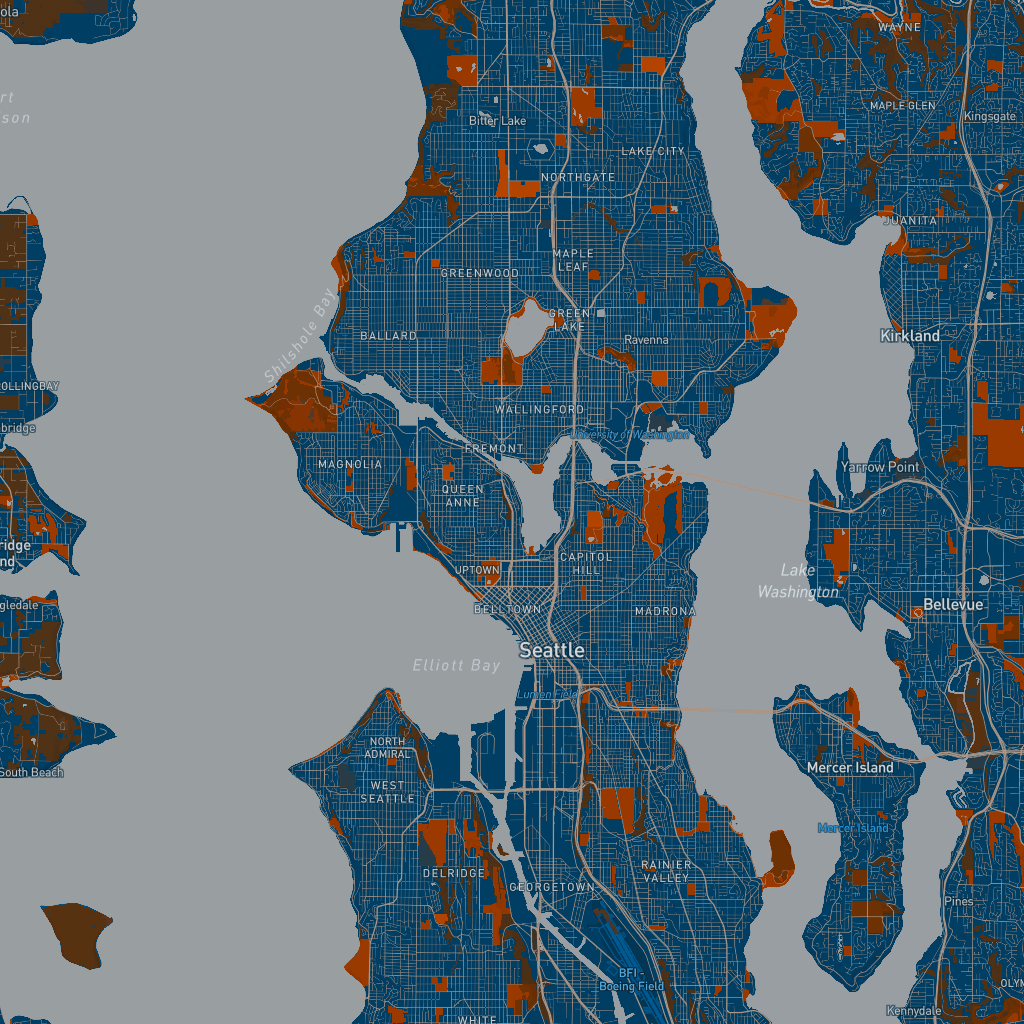 ola
WAYNE
rt
son
MAPLE GLEN
Kingsgate
Bitter Lake
LAKE CITY
NORTHGATE
JUANITA
MAPLE
LEAF
GREENWOOD
Shilshole Bay
GREEN
LAKE
BALLARD
Ravenna
Kirkland
ROLLINGBAY
WALLINGFORD
bridge
University of Washington
FREMONT
MAGNOLIA
Yarrow Point
QUEEN
ANNE
ridge
nd
UPTOWN
CAPITOL
HILL
Lake
Washington
gledale
BELLTOWN
MADRONA
Bellevue
Seattle
Elliott Bay
Lumen Field
NORTH
ADMIRAL
South Beach
Mercer Island
WEST
SEATTLE
Mercer Island
DELRIDGE
RAINIER
VALLEY
GEORGETOWN
Pines
BFI -
Boeing Field
OLYM
Kennydale
WHITE